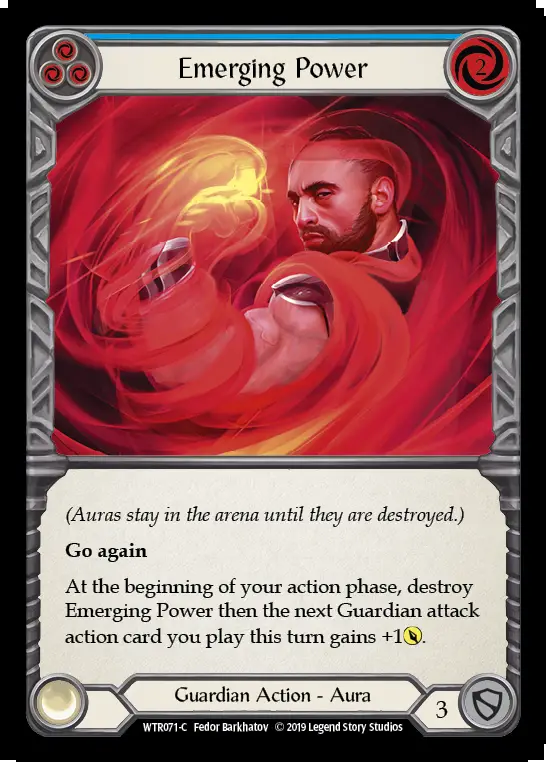 Emerging Power
2
(Auras stay in the arena until they are destroyed.)
Go again
At the beginning of your action phase, destroy
Emerging Power then the next Guardian attack
action card you play this turn gains +1.
Guardian Action - Aura
3
WTR071-C Fedor Barkhatov © 2019 Legend Story Studios